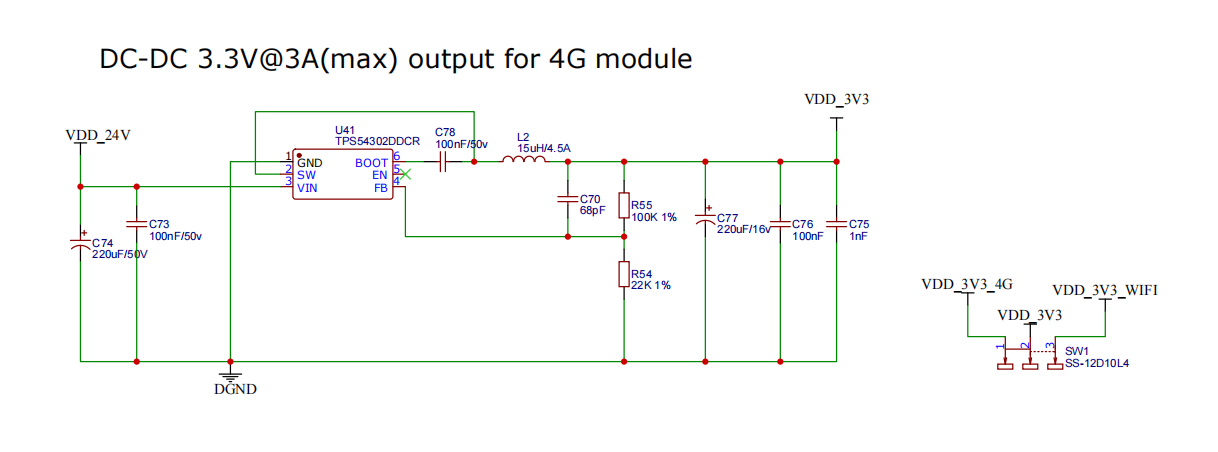 DC-DC 3.3V@3A(max) output for 4G module
VDD_3V3
VDD_24V
U41
TPS54302DDCR
C78
100nF/50v
L2
15uH/4.5A
1
GND
BOOT
6
2
SW
EN
5
3
VIN
FB
4
C70
68pF
R55
100K 1%
+
C77
220uF/16v
C76
100nF
C75
1nF
C73
100nF/50v
+
C74
220uF/50V
R54
22K 1%
DGND
VDD_3V3_4G
VDD_3V3_WIFI
VDD_3V3
1
2
3
SW1
SS-12D10L4